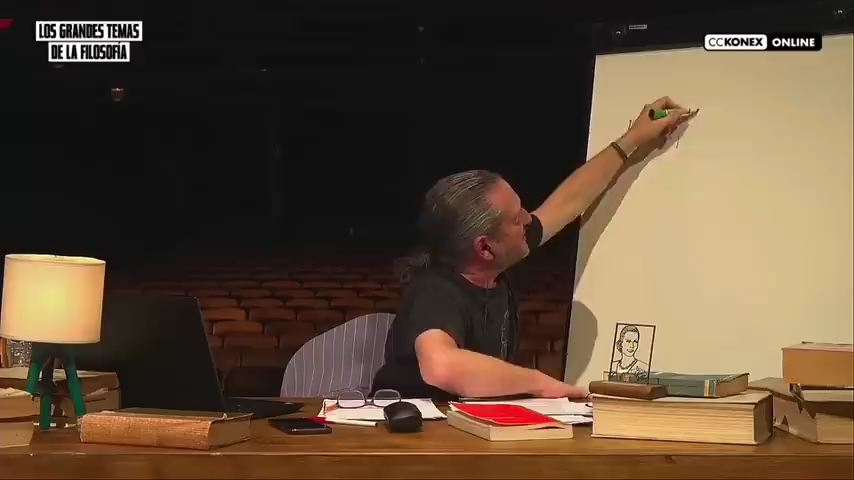 LOS GRANDES TEMAS
DE LA FILOSOFÍA
CCKONEX ONLINE